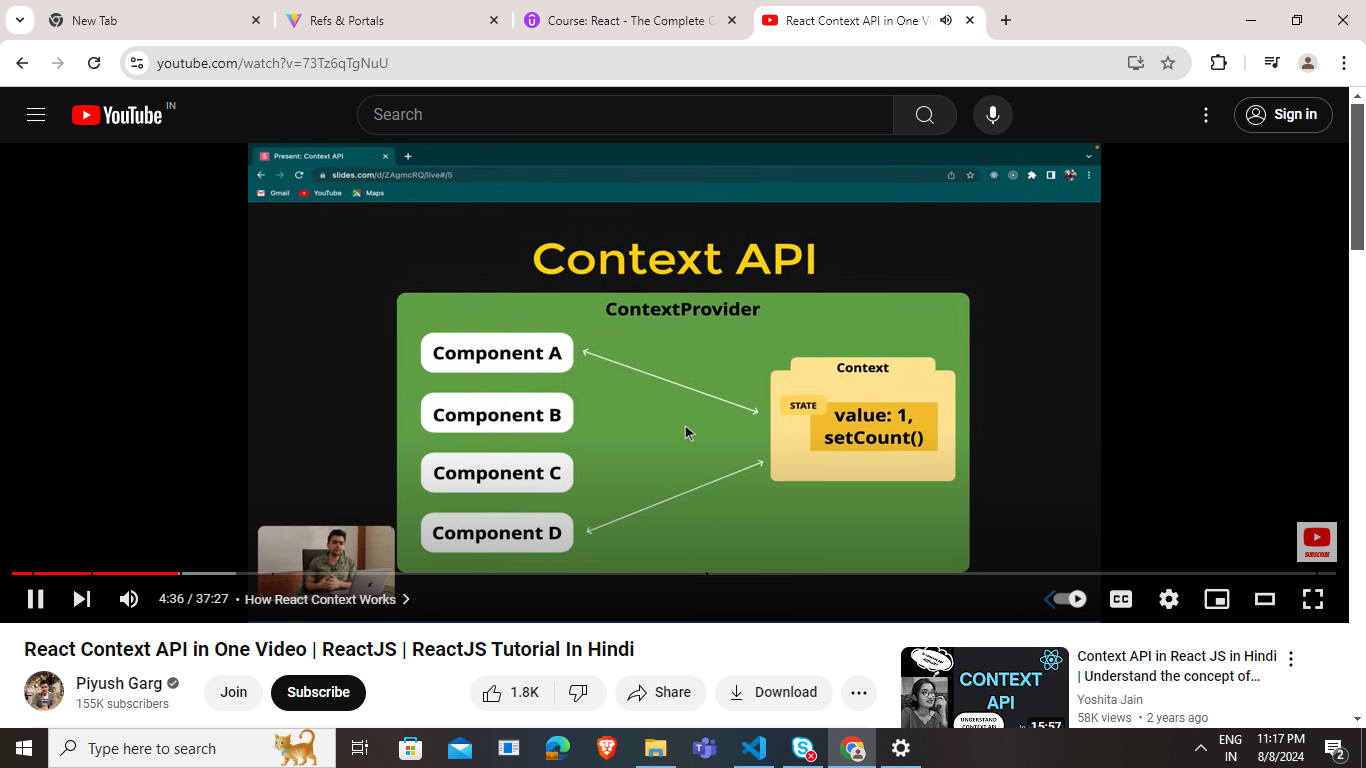 New Tab
Refs & Portals
Course: React - The Complete G
React Context API in One Vi
youtube.com/watch?v=73Tz6qTgNuU
YouTube IN
Search
Sign in
Present: Context API
slides.com/d/ZAgmcRQ/live#/5
Gmail YouTube Maps
Context API
ContextProvider
Component A
Component B
Component C
Component D
Context
STATE
value: 1,
setCount()
SUBSCRIBE
4:36 / 37:27 • How React Context Works
CC
React Context API in One Video | ReactJS | ReactJS Tutorial In Hindi
Piyush Garg
155K subscribers
Join
Subscribe
1.8K
Share
Download
CONTEXT
API
UNDERSTAND
15:57
Context API in React JS in Hindi
| Understand the concept of...
Yoshita Jain
58K views • 2 years ago
Type here to search
ENG
IN
11:17 PM
8/8/2024
2